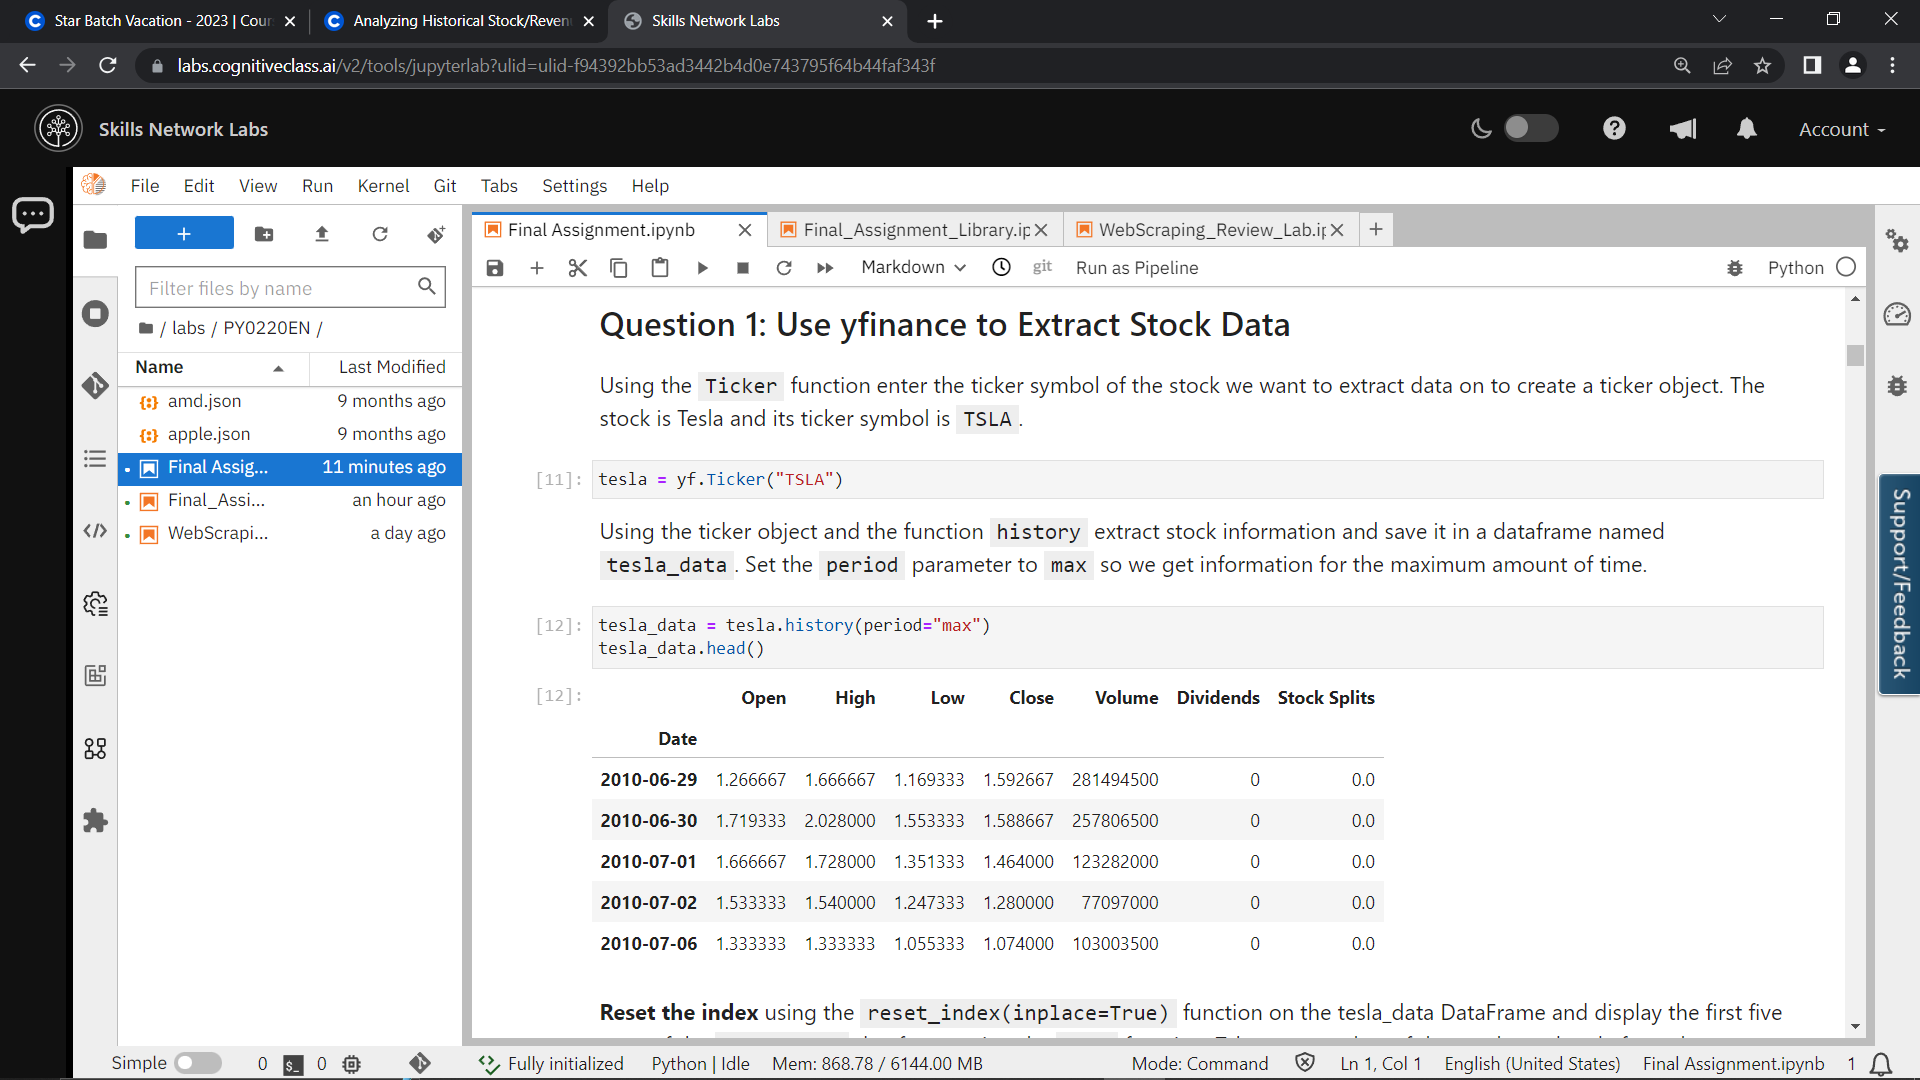 Star Batch Vacation - 2023 | Cour
Analyzing Historical Stock/Reven
Skills Network Labs
labs.cognitiveclass.ai/v2/tools/jupyterlab?ulid=ulid-f94392bb53ad3442b4d0e743795f64b44faf343f
Skills Network Labs
Account
File Edit View Run Kernel Git Tabs Settings Help
Filter files by name
/ labs / PY0220EN /
Name Last Modified
amd.json 9 months ago
apple.json 9 months ago
Final Assig... 11 minutes ago
Final_Assi... an hour ago
WebScrapi... a day ago
Final Assignment.ipynb Final_Assignment_Library.ip WebScraping_Review_Lab.ip
Markdown git Run as Pipeline Python
Question 1: Use yfinance to Extract Stock Data
Using the Ticker function enter the ticker symbol of the stock we want to extract data on to create a ticker object. The
stock is Tesla and its ticker symbol is TSLA.
[11]: tesla = yf.Ticker("TSLA")
Using the ticker object and the function history extract stock information and save it in a dataframe named
tesla_data. Set the period parameter to max so we get information for the maximum amount of time.
[12]: tesla_data = tesla.history(period="max")
tesla_data.head()
[12]: Open High Low Close Volume Dividends Stock Splits
Date
2010-06-29 1.266667 1.666667 1.169333 1.592667 281494500 0 0.0
2010-06-30 1.719333 2.028000 1.553333 1.588667 257806500 0 0.0
2010-07-01 1.666667 1.728000 1.351333 1.464000 123282000 0 0.0
2010-07-02 1.533333 1.540000 1.247333 1.280000 77097000 0 0.0
2010-07-06 1.333333 1.333333 1.055333 1.074000 103003500 0 0.0
Reset the index using the reset_index(inplace=True) function on the tesla_data DataFrame and display the first five
Support/Feedback
Simple 0 $_ 0 Fully initialized Python | Idle Mem: 868.78 / 6144.00 MB Mode: Command Ln 1, Col 1 English (United States) Final Assignment.ipynb 1